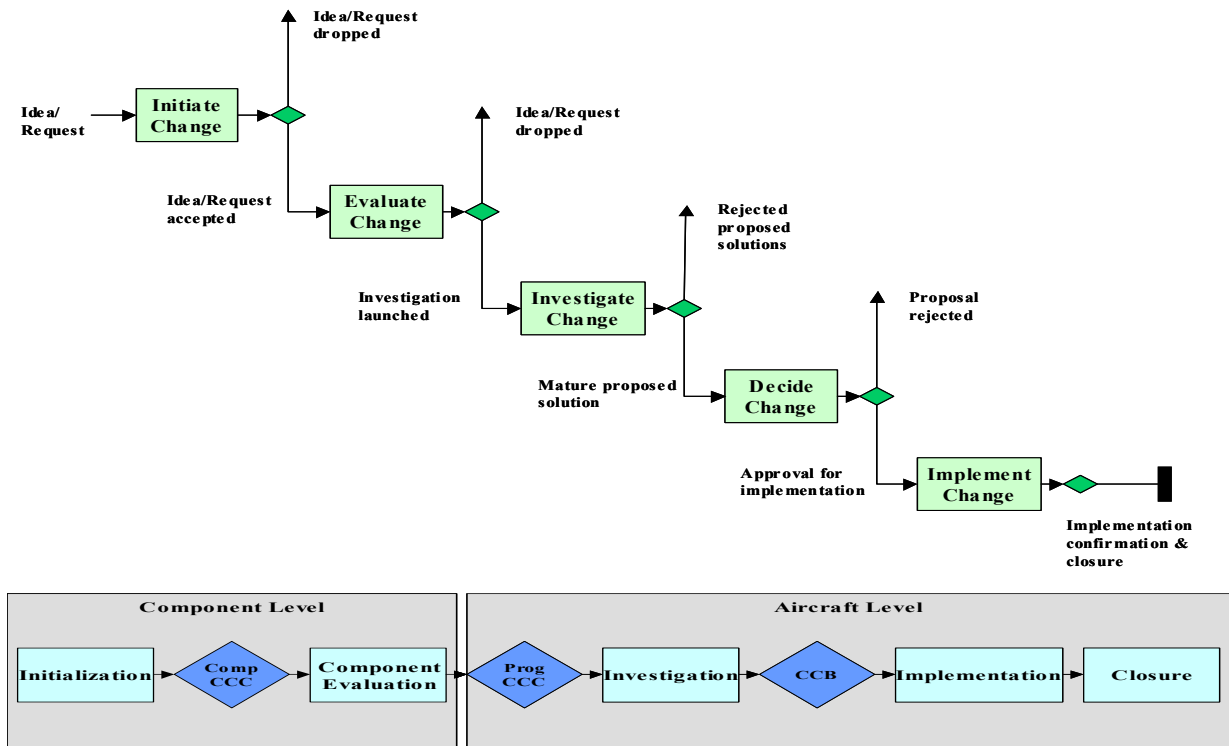 Idea/Request
dropped
Idea/
Request
Initiate
Change
Idea/Request
dropped
Idea/Request
accepted
Evaluate
Change
Rejected
proposed
solutions
Investigation
launched
Investigate
Change
Proposal
rejected
Mature proposed
solution
Decide
Change
Approval for
implementation
Implement
Change
Implementation
confirmation &
closure
Component Level
Initialization
Comp
CCC
Component
Evaluation
Aircraft Level
Prog
CCC
Investigation
CCB
Implementation
Closure